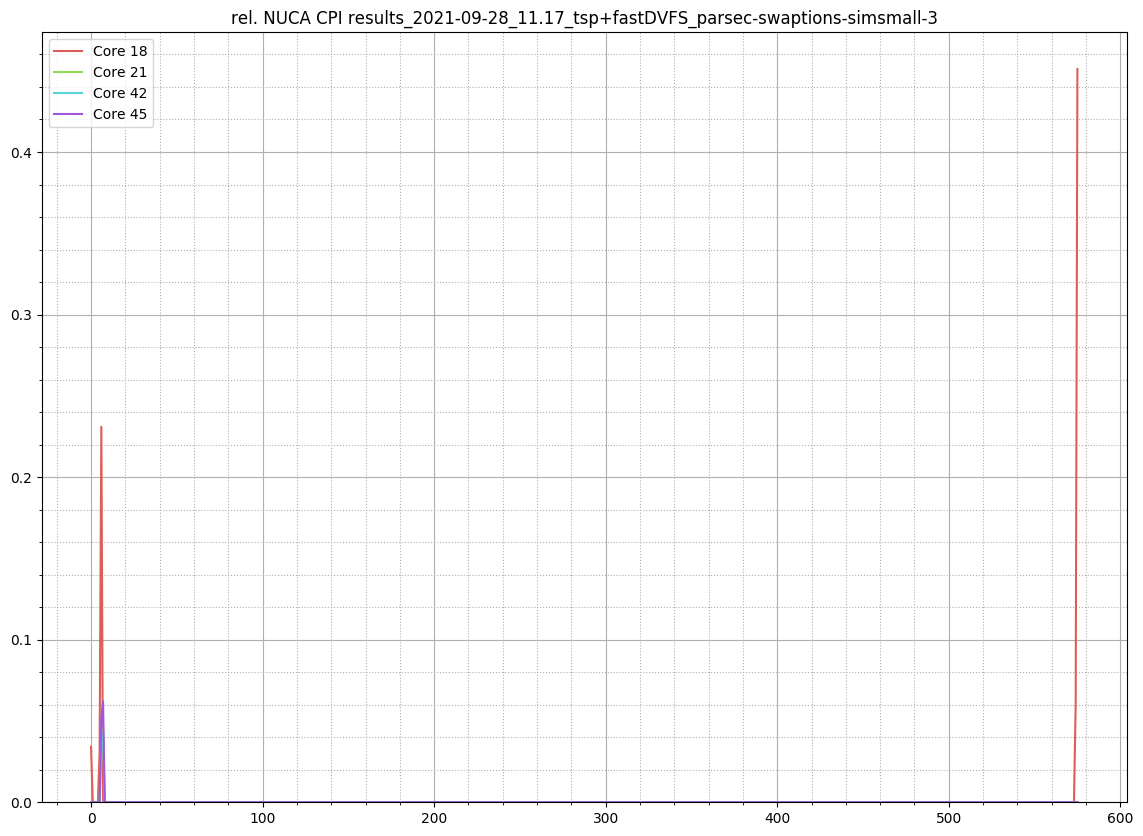 rel. NUCA CPI results_2021-09-28_11.17_tsp+fastDVFS_parsec-swaptions-simsmall-3
Core 18
Core 21
Core 42
Core 45
0.4
0.3
0.2
0.1
0.0
0 100 200 300 400 500 600